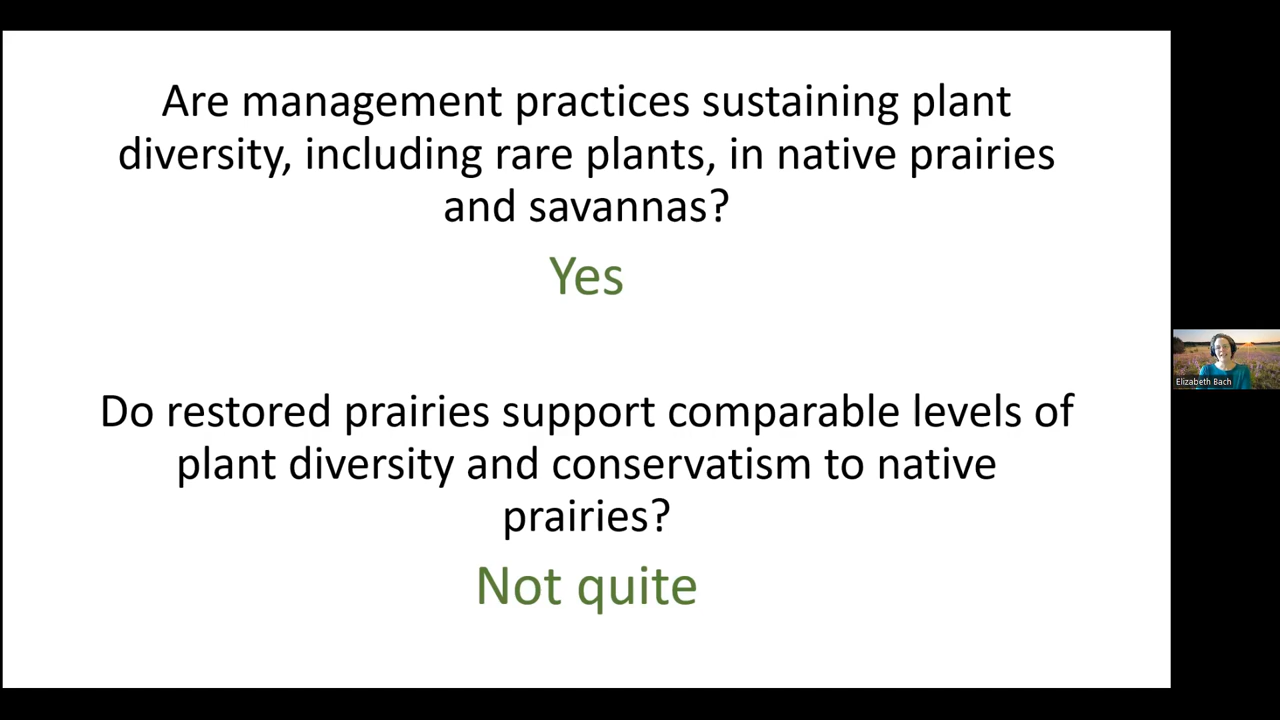 Are management practices sustaining plant
diversity, including rare plants, in native prairies
and savannas?
Yes
Do restored prairies support comparable levels of
plant diversity and conservatism to native
prairies?
Not quite
Elizabeth Bach